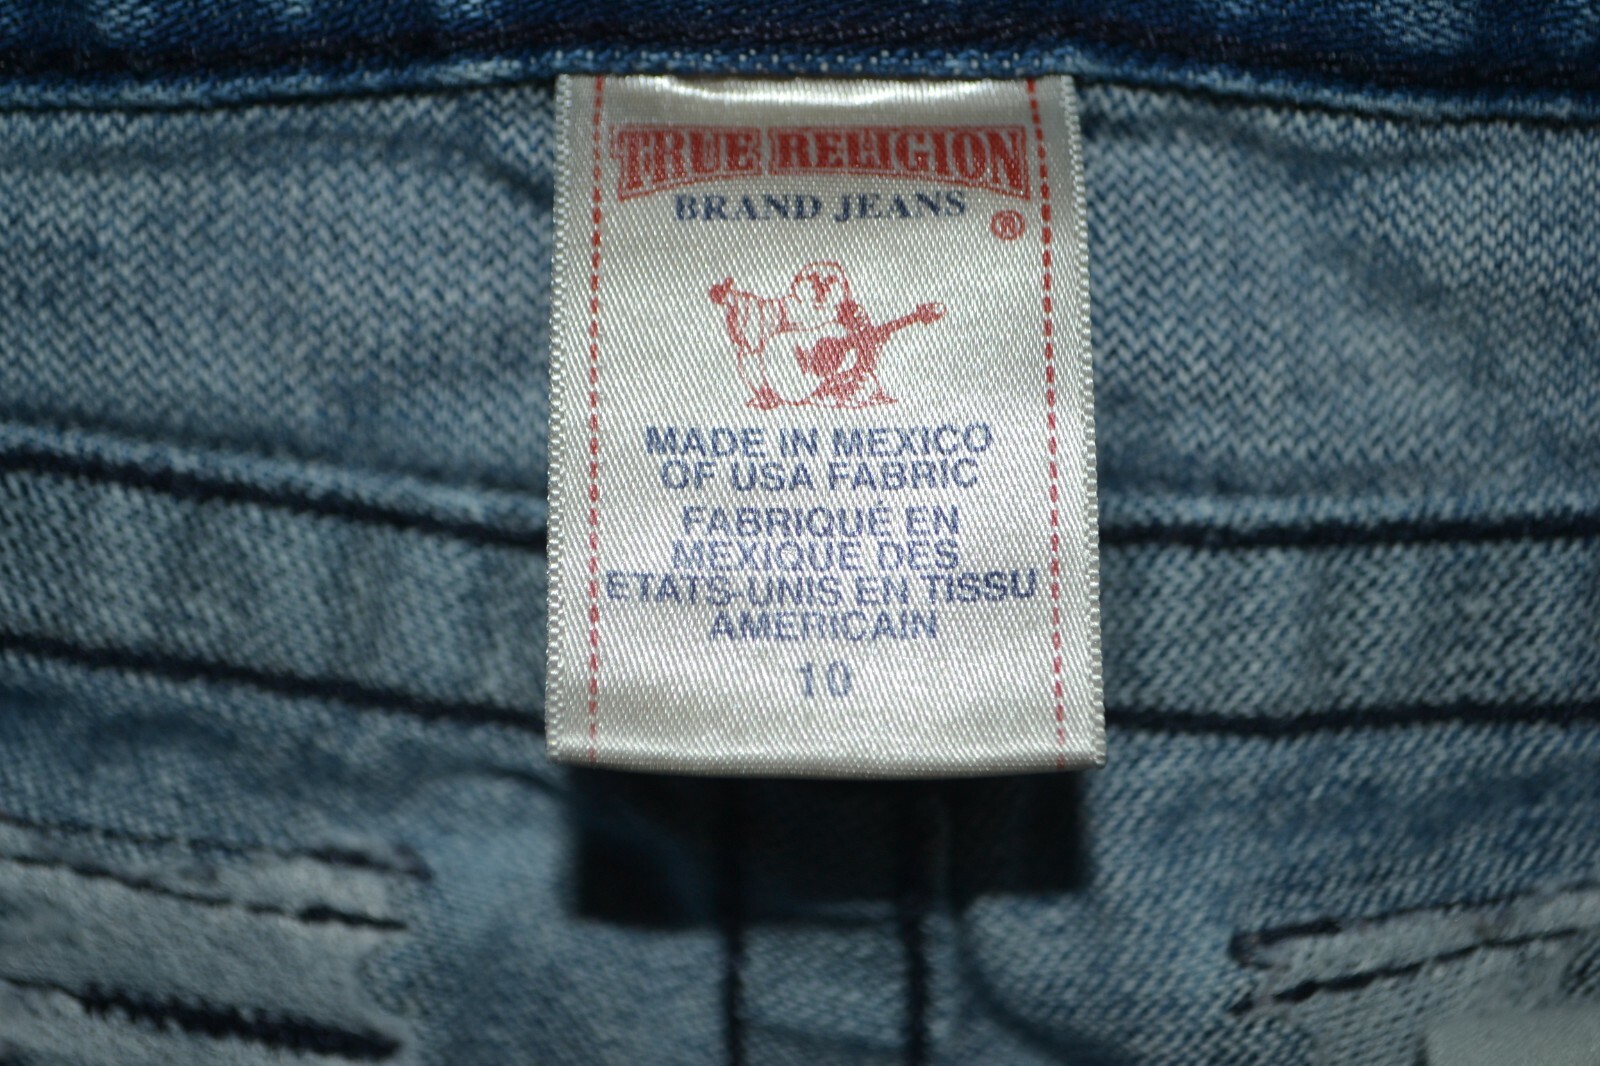 TRUE RELIGION
BRAND JEANS
®
MADE IN MEXICO
OF USA FABRIC
FABRIQUÉ EN
MEXIQUE DES
ETATS-UNIS EN TISSU
AMERICAIN
10